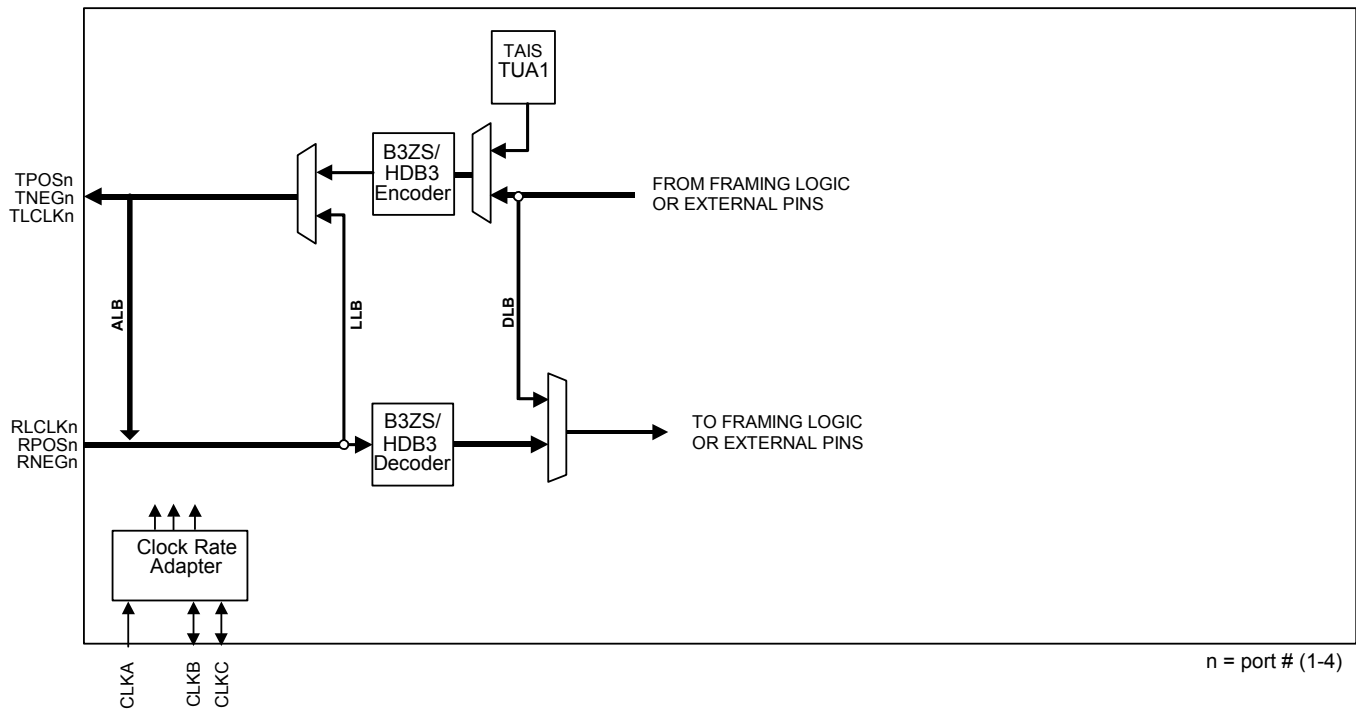 TAIS
TUA1
B3ZS/
HDB3
Encoder
TPOSn
TNEGn
TLCLKn
FROM FRAMING LOGIC
OR EXTERNAL PINS
ALB
LLB
DLB
RLCLKn
RPOSn
RNEGn
B3ZS/
HDB3
Decoder
TO FRAMING LOGIC
OR EXTERNAL PINS
Clock Rate
Adapter
CLKA
CLKB
CLKC
n = port # (1-4)